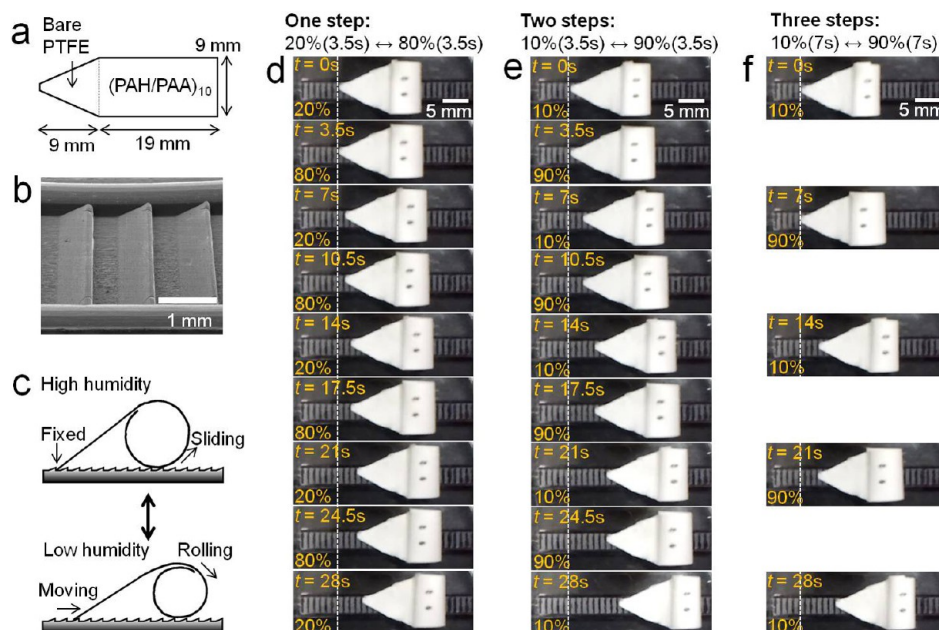 a
Bare
PTFE
9 mm
(PAH/PAA)10
9 mm
19 mm
b
1 mm
c
High humidity
Fixed
Sliding
Low humidity
Rolling
Moving
One step:
20%(3.5s) ↔ 80%(3.5s)
d
t = 0s
5 mm
20%
t = 3.5s
80%
t = 7s
20%
t = 10.5s
80%
t = 14s
20%
t = 17.5s
80%
t = 21s
20%
t = 24.5s
80%
t = 28s
20%
Two steps:
10%(3.5s) ↔ 90%(3.5s)
e
t = 0s
5 mm
10%
t = 3.5s
90%
t = 7s
10%
t = 10.5s
90%
t = 14s
10%
t = 17.5s
90%
t = 21s
10%
t = 24.5s
90%
t = 28s
10%
Three steps:
10%(7s) ↔ 90%(7s)
f
t = 0s
5 mm
10%
t = 7s
90%
t = 14s
10%
t = 21s
90%
t = 28s
10%